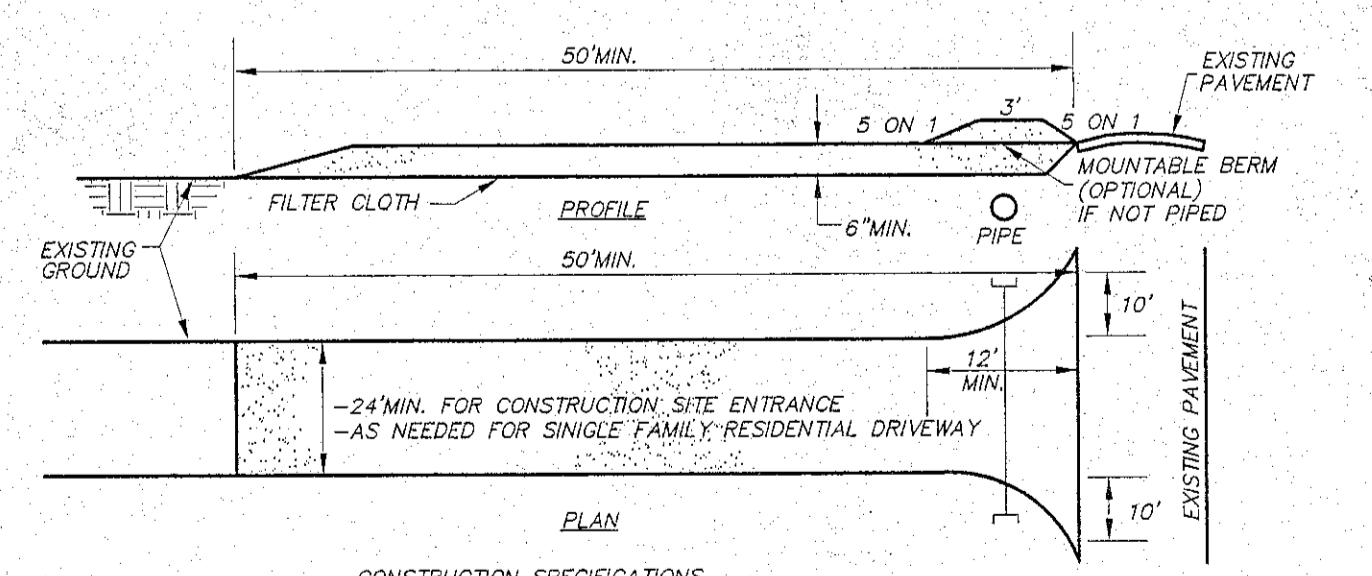 50'MIN.
EXISTING
PAVEMENT
5 ON 1
3'
5 ON 1
MOUNTABLE BERM
(OPTIONAL)
IF NOT PIPED
FILTER CLOTH
PROFILE
6"MIN.
PIPE
EXISTING
GROUND
50'MIN.
10'
12'
MIN.
-24'MIN. FOR CONSTRUCTION SITE ENTRANCE
-AS NEEDED FOR SINIGLE FAMILY RESIDENTIAL DRIVEWAY
EXISTING PAVEMENT
10'
PLAN
CONSTRUCTION SPECIFICATIONS